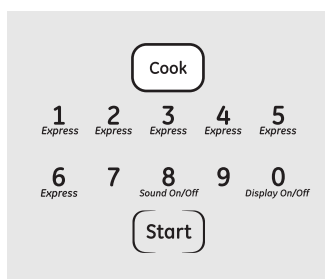 Cook
1 2 3 4 5
Express Express Express Express Express
6 7 8 9 0
Express Sound On/Off Display On/Off
Start